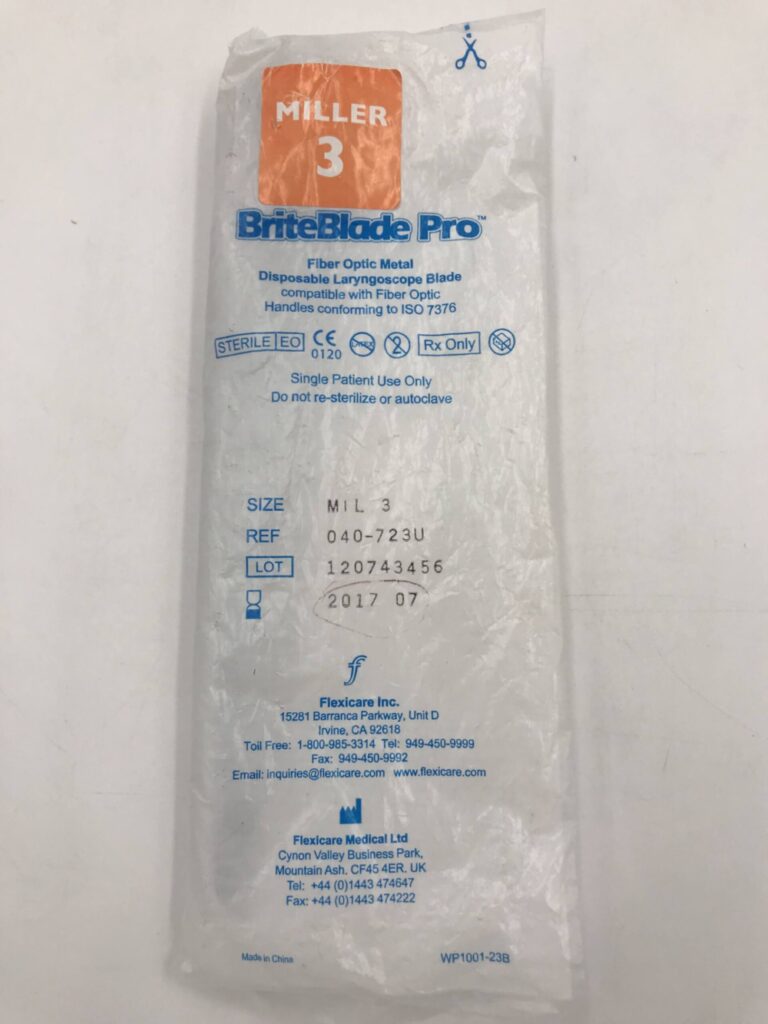 MILLER
3
BriteBlade Pro™
Fiber Optic Metal
Disposable Laryngoscope Blade
compatible with Fiber Optic
Handles conforming to ISO 7376
STERILE EO CE 0120 LATEX 2 Rx Only
Single Patient Use Only
Do not re-sterilize or autoclave
SIZE MIL 3
REF 040-723U
LOT 120743456
2017 07
f
Flexicare Inc.
15281 Barranca Parkway, Unit D
Irvine, CA 92618
Toll Free: 1-800-985-3314 Tel: 949-450-9999
Fax: 949-450-9992
Email: inquiries@flexicare.com www.flexicare.com
Flexicare Medical Ltd
Cynon Valley Business Park,
Mountain Ash, CF45 4ER, UK
Tel: +44 (0)1443 474647
Fax: +44 (0)1443 474222
Made in China WP1001-23B